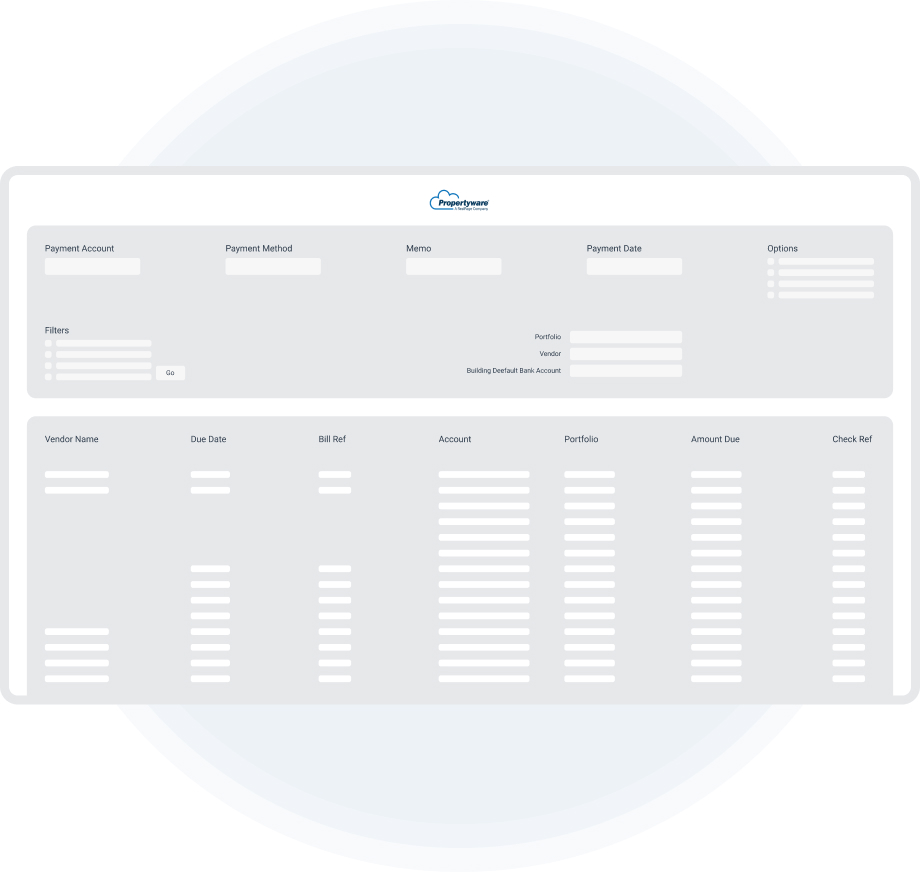 Propertyware
A RealPage Company
Payment Account
Payment Method
Memo
Payment Date
Options
Filters
Go
Portfolio
Vendor
Building Deefault Bank Account
Vendor Name
Due Date
Bill Ref
Account
Portfolio
Amount Due
Check Ref